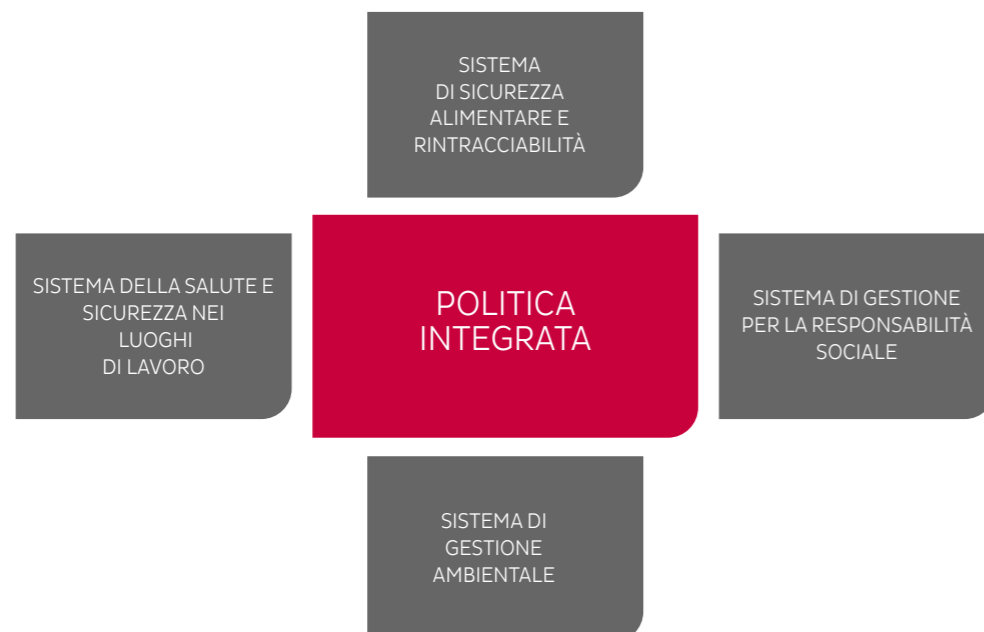 SISTEMA
DI SICUREZZA
ALIMENTARE E
RINTRACCIABILITÀ
SISTEMA DELLA SALUTE E
SICUREZZA NEI
LUOGHI
DI LAVORO
POLITICA
INTEGRATA
SISTEMA DI GESTIONE
PER LA RESPONSABILITÀ
SOCIALE
SISTEMA DI
GESTIONE
AMBIENTALE